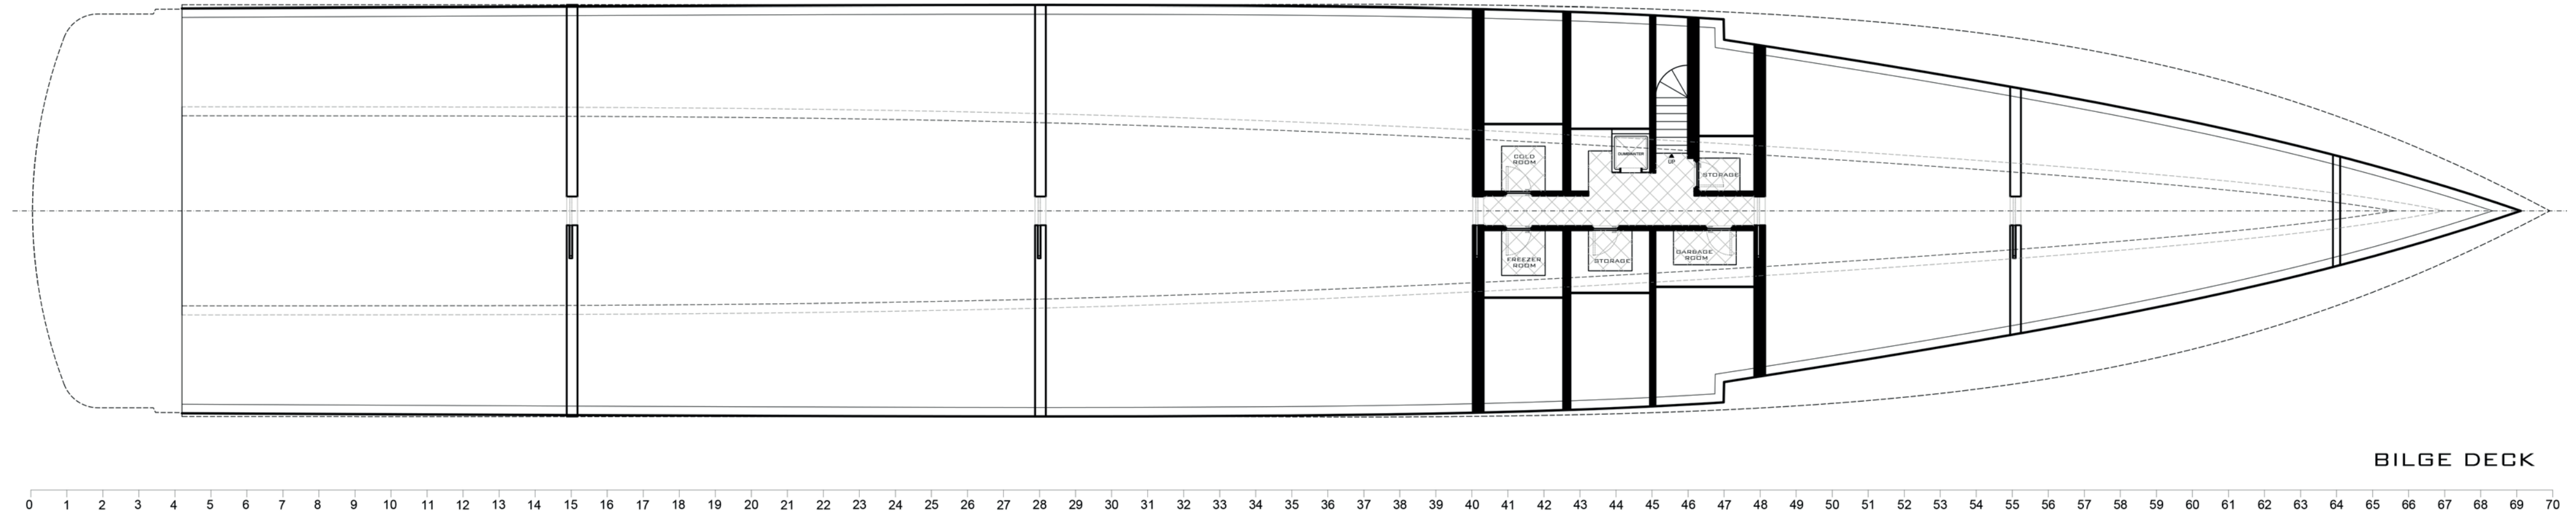 COLD
ROOM
DUMBWAITER
UP
STORAGE
FREEZER
ROOM
STORAGE
GARBAGE
ROOM
BILGE DECK
0 1 2 3 4 5 6 7 8 9 10 11 12 13 14 15 16 17 18 19 20 21 22 23 24 25 26 27 28 29 30 31 32 33 34 35 36 37 38 39 40 41 42 43 44 45 46 47 48 49 50 51 52 53 54 55 56 57 58 59 60 61 62 63 64 65 66 67 68 69 70